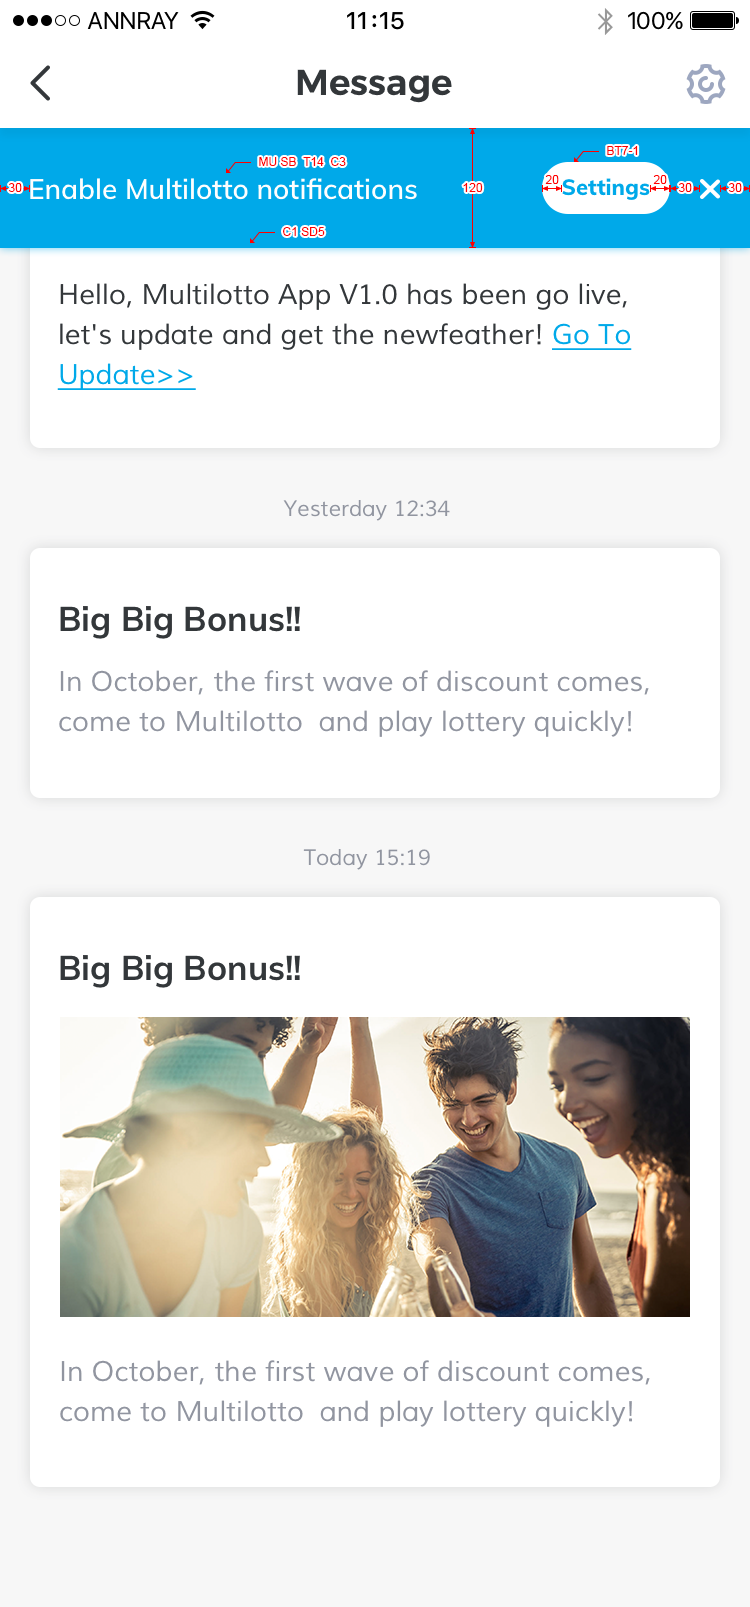 ANNRAY 11:15 100%
Message
MU SB T14 C3
BT7-1
30 Enable Multilotto notifications 120 20 Settings 20 30 30
C1 SD5
Hello, Multilotto App V1.0 has been go live,
let's update and get the newfeather! Go To
Update>>
Yesterday 12:34
Big Big Bonus!!
In October, the first wave of discount comes,
come to Multilotto and play lottery quickly!
Today 15:19
Big Big Bonus!!
In October, the first wave of discount comes,
come to Multilotto and play lottery quickly!